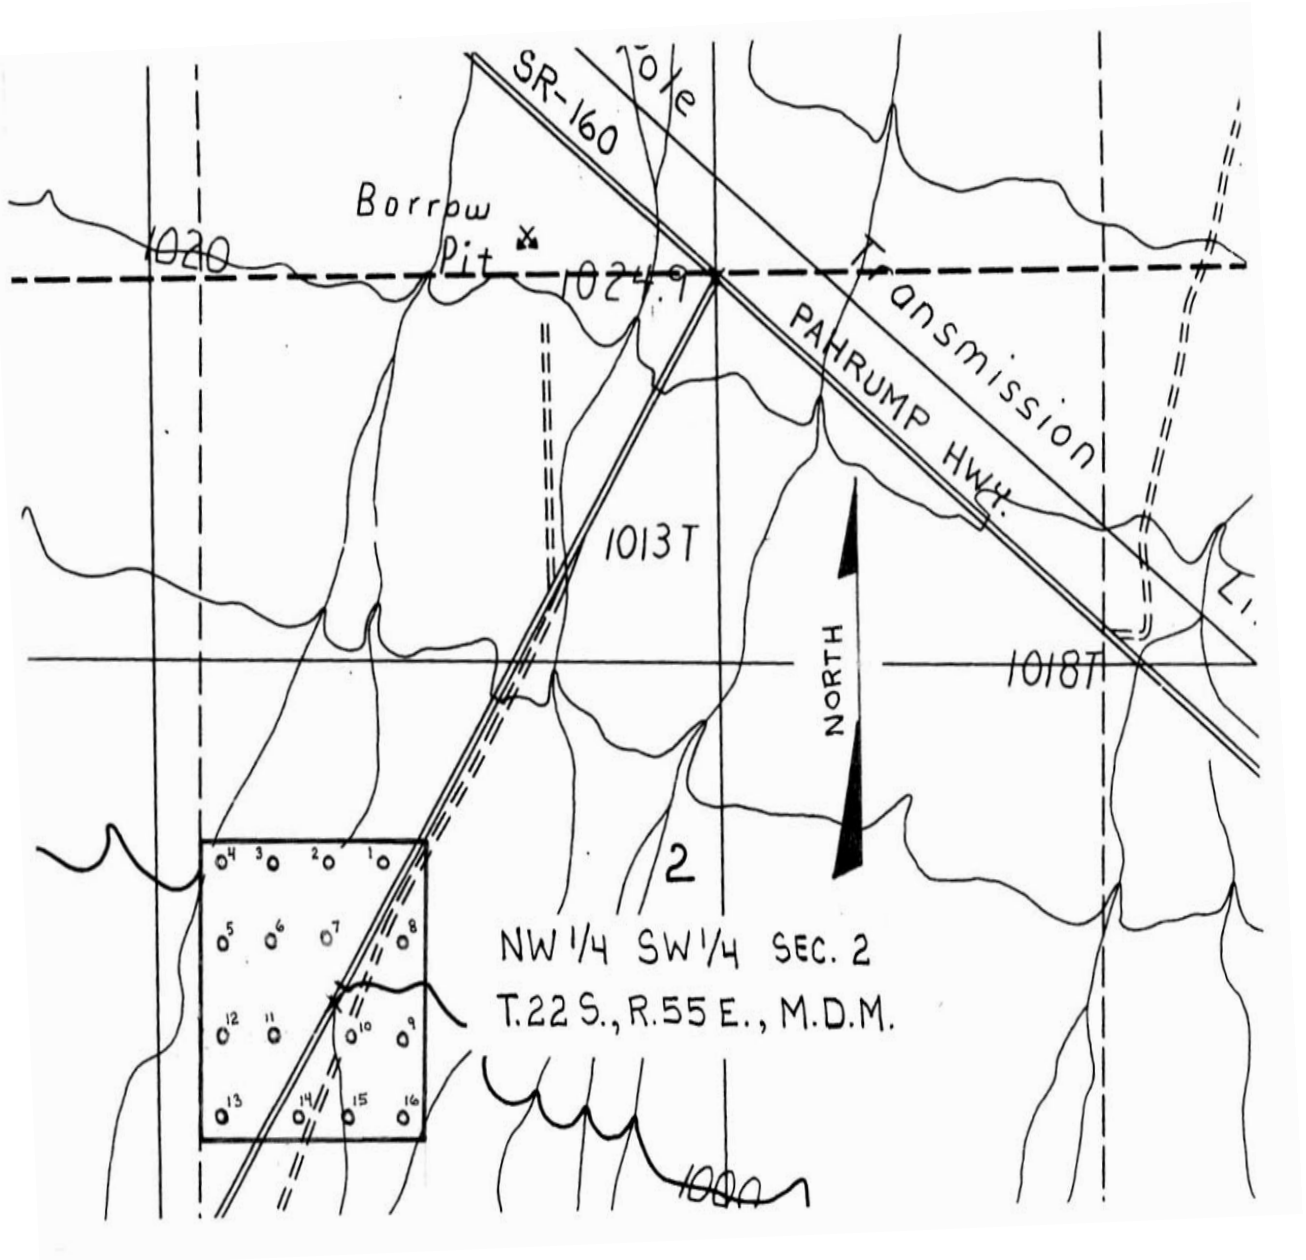 SR-160
Pole
Borrow
Pit
1020
1024.9
Transmission
PAHRUMP HWY.
1013T
NORTH
1018T
4 3 2 1
5 6 7 8
2
NW 1/4 SW 1/4 SEC. 2
T.22 S., R.55 E., M.D.M.
12 11 10 9
13 14 15 16
1000